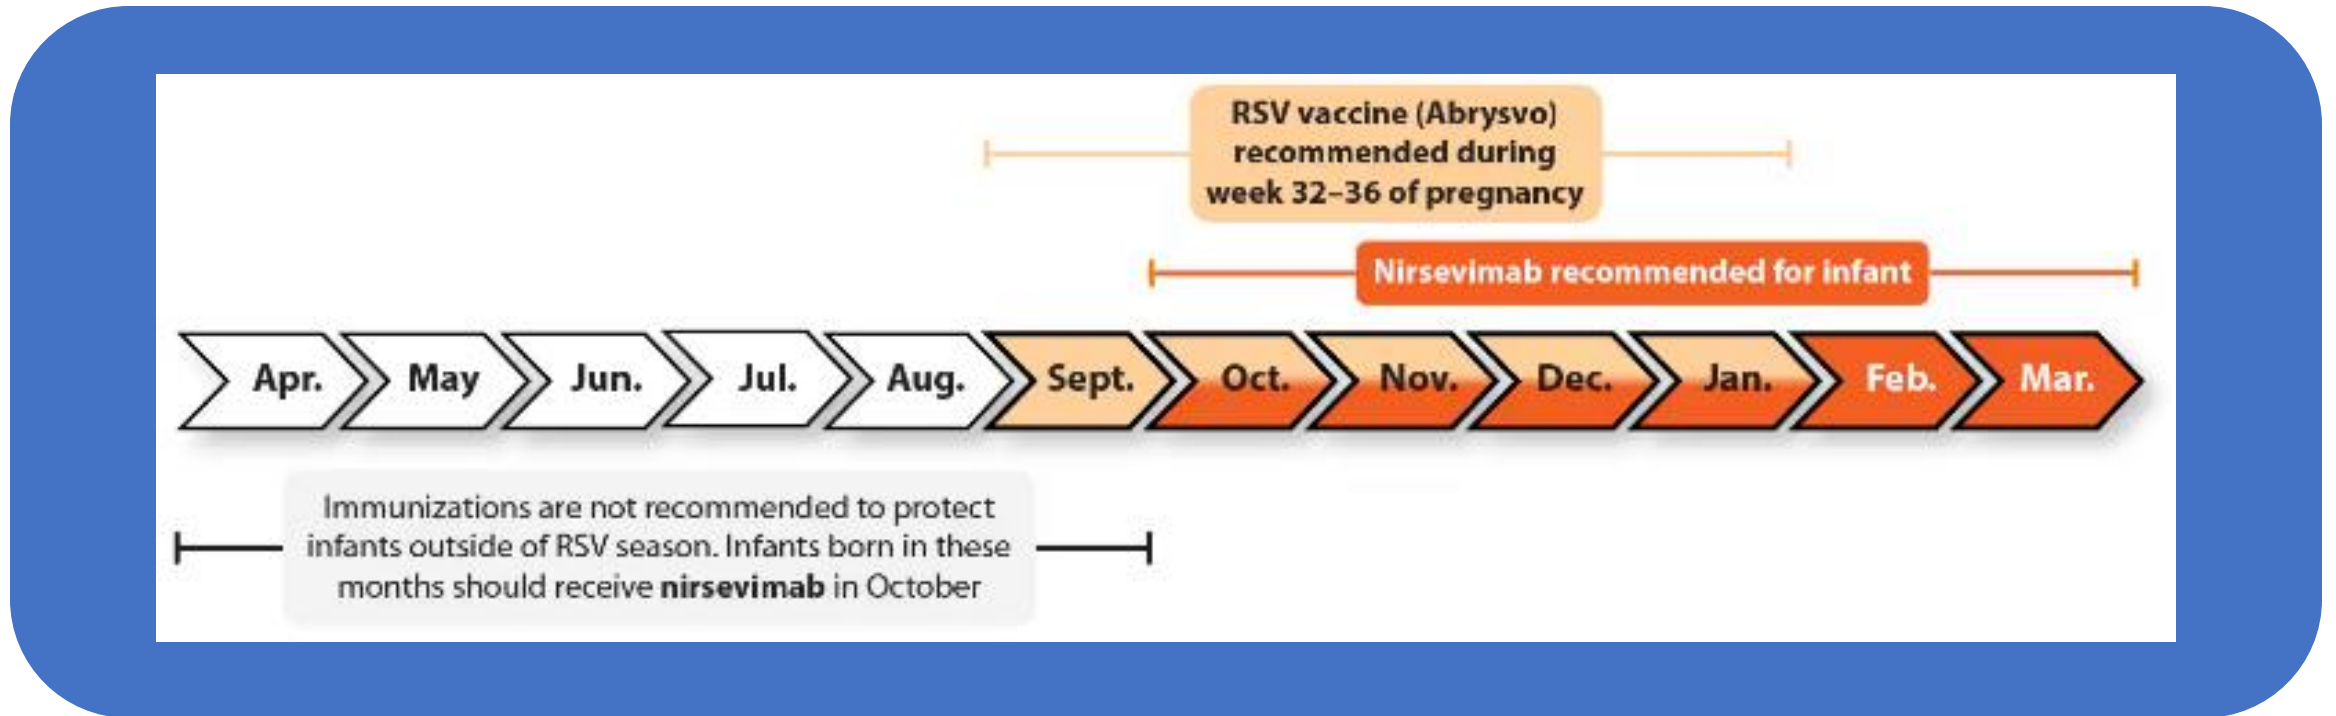 RSV vaccine (Abrysvo)
recommended during
week 32–36 of pregnancy
Nirsevimab recommended for infant
Apr. May Jun. Jul. Aug. Sept. Oct. Nov. Dec. Jan. Feb. Mar.
Immunizations are not recommended to protect
infants outside of RSV season. Infants born in these
months should receive nirsevimab in October